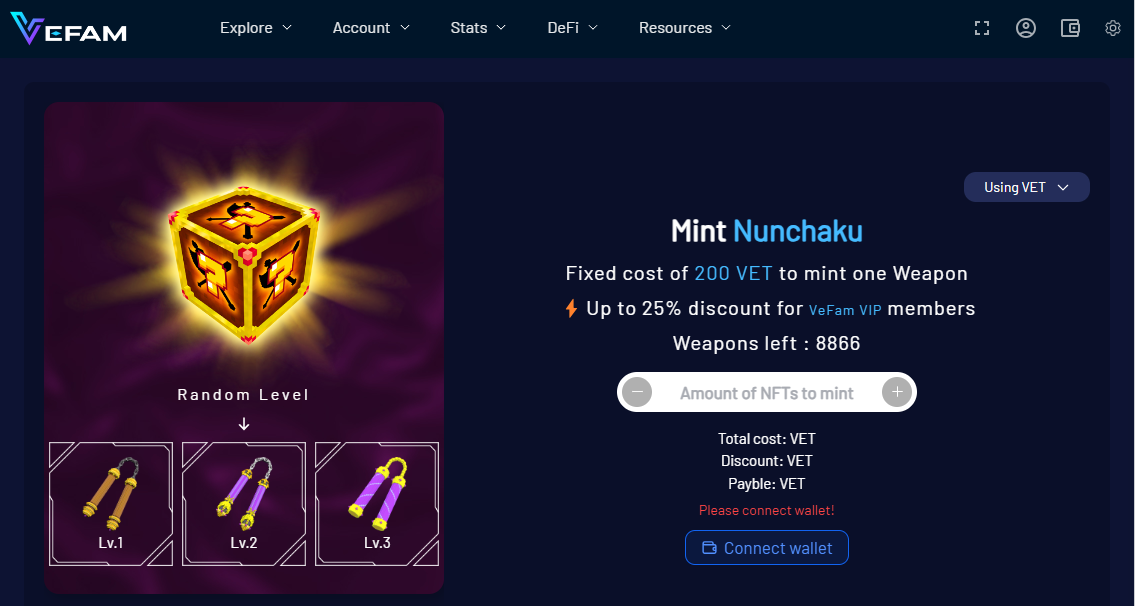 VEFAM
Explore
Account
Stats
DeFi
Resources
Using VET
Mint Nunchaku
Fixed cost of 200 VET to mint one Weapon
Up to 25% discount for VeFam VIP members
Weapons left : 8866
Amount of NFTs to mint
Total cost: VET
Discount: VET
Payble: VET
Please connect wallet!
Connect wallet
Random Level
Lv.1
Lv.2
Lv.3